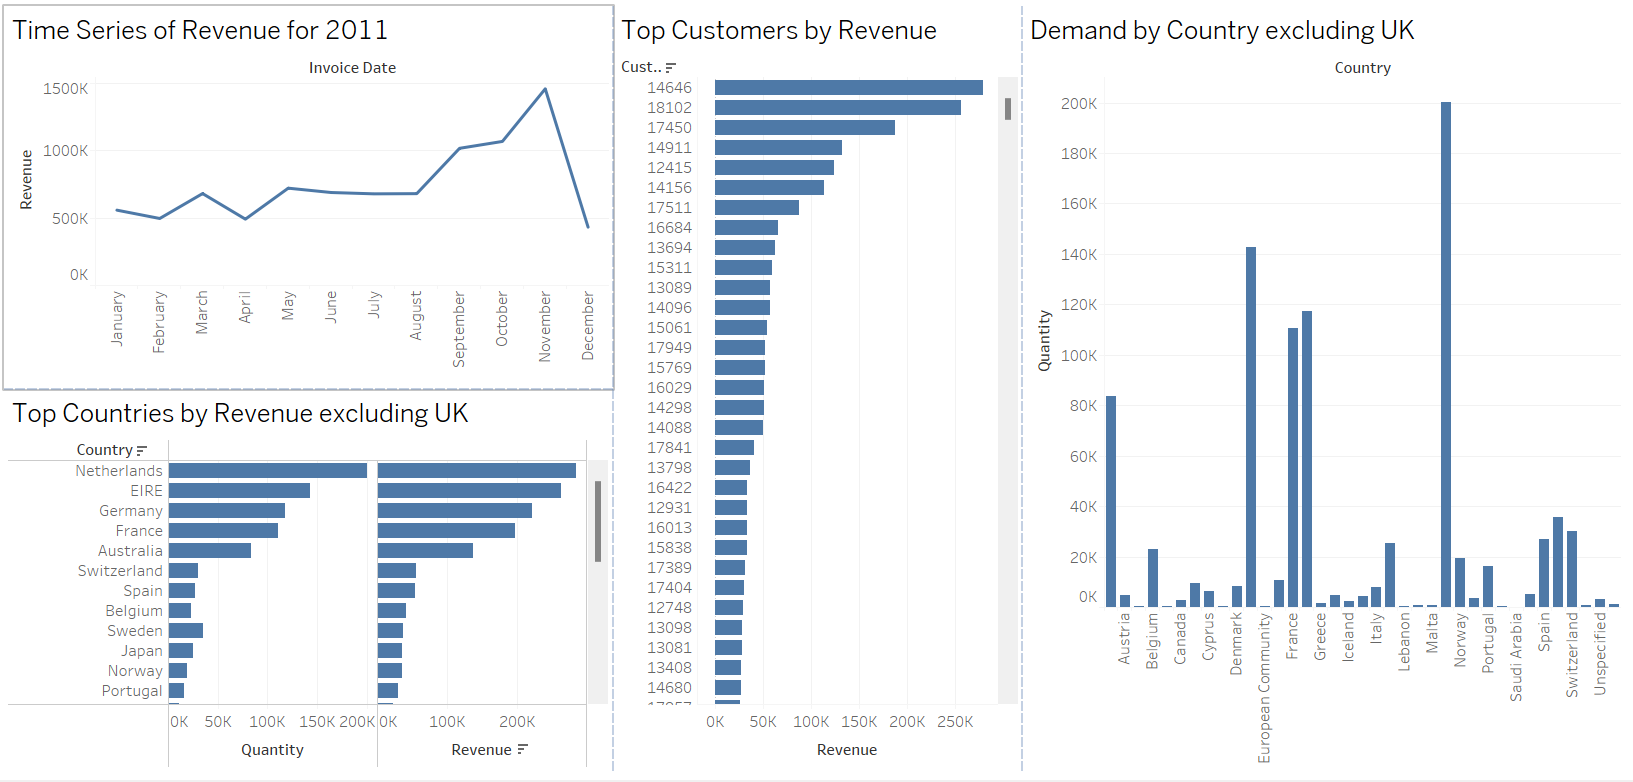 Time Series of Revenue for 2011
Invoice Date
Revenue
1500K
1000K
500K
0K
January
February
March
April
May
June
July
August
September
October
November
December
Top Countries by Revenue excluding UK
Country
Netherlands
EIRE
Germany
France
Australia
Switzerland
Spain
Belgium
Sweden
Japan
Norway
Portugal
0K 50K 100K 150K 200K
Quantity
0K 100K 200K
Revenue
Top Customers by Revenue
Cust..
14646
18102
17450
14911
12415
14156
17511
16684
13694
15311
13089
14096
15061
17949
15769
16029
14298
14088
17841
13798
16422
12931
16013
15838
17389
17404
12748
13098
13081
13408
14680
0K 50K 100K 150K 200K 250K
Revenue
Demand by Country excluding UK
Country
Quantity
200K
180K
160K
140K
120K
100K
80K
60K
40K
20K
0K
Austria
Belgium
Canada
Cyprus
Denmark
European Community
France
Greece
Iceland
Italy
Lebanon
Malta
Norway
Portugal
Saudi Arabia
Spain
Switzerland
Unspecified